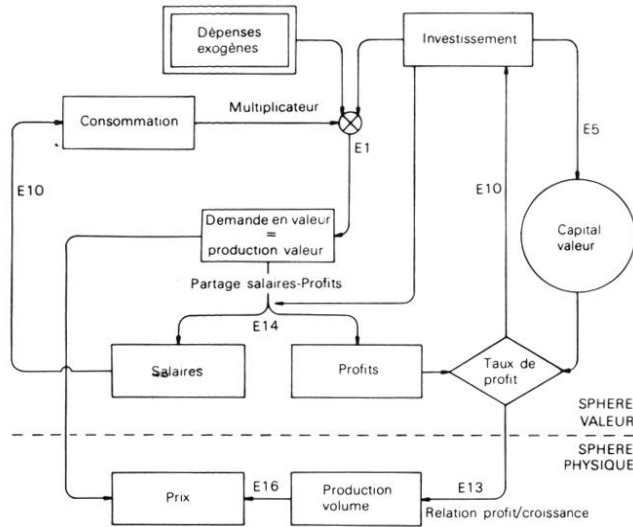 Dépenses
exogènes
Investissement
Multiplicateur
Consommation
E1
E5
E10
E10
Demande en valeur
=
production valeur
Capital
valeur
Partage salaires-Profits
E14
Salaires
Profits
Taux de
profit
SPHERE
VALEUR
SPHERE
PHYSIQUE
E16
E13
Prix
Production
volume
Relation profit/croissance